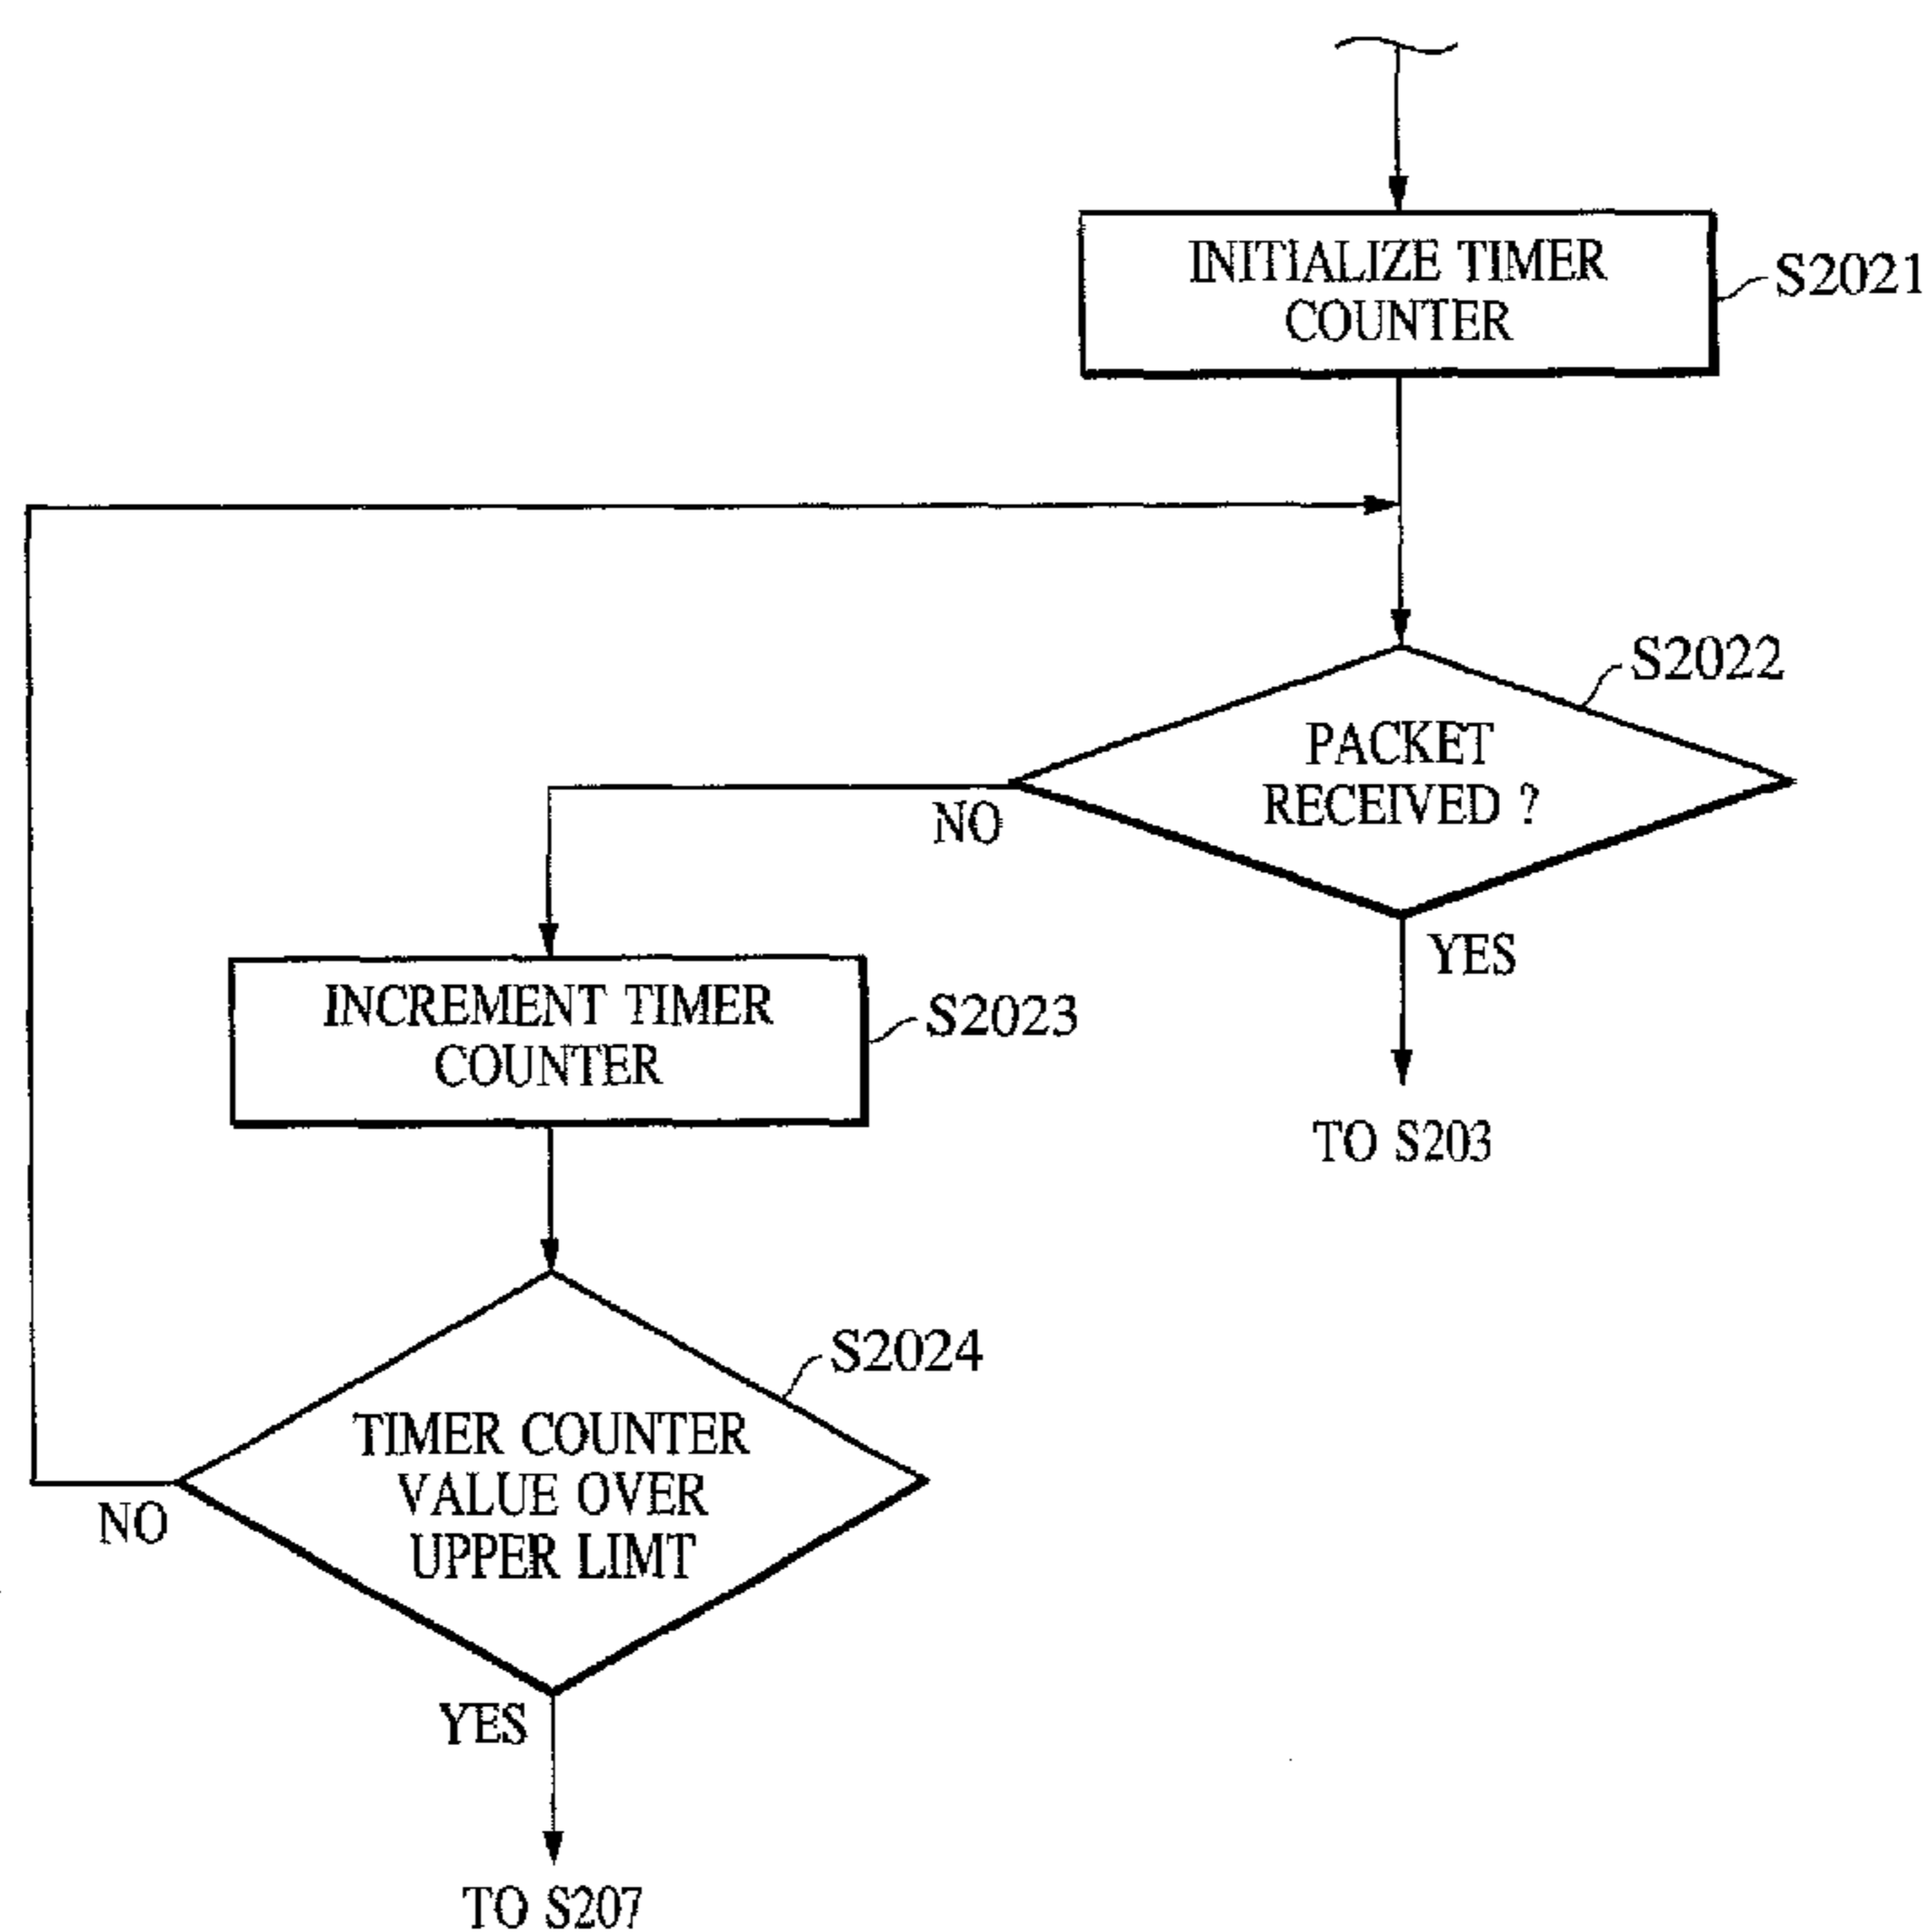 INITIALIZE TIMER
COUNTER
S2021
S2022
PACKET
RECEIVED ?
NO
YES
INCREMENT TIMER
COUNTER
S2023
TO S203
S2024
TIMER COUNTER
VALUE OVER
UPPER LIMT
NO
YES
TO S207